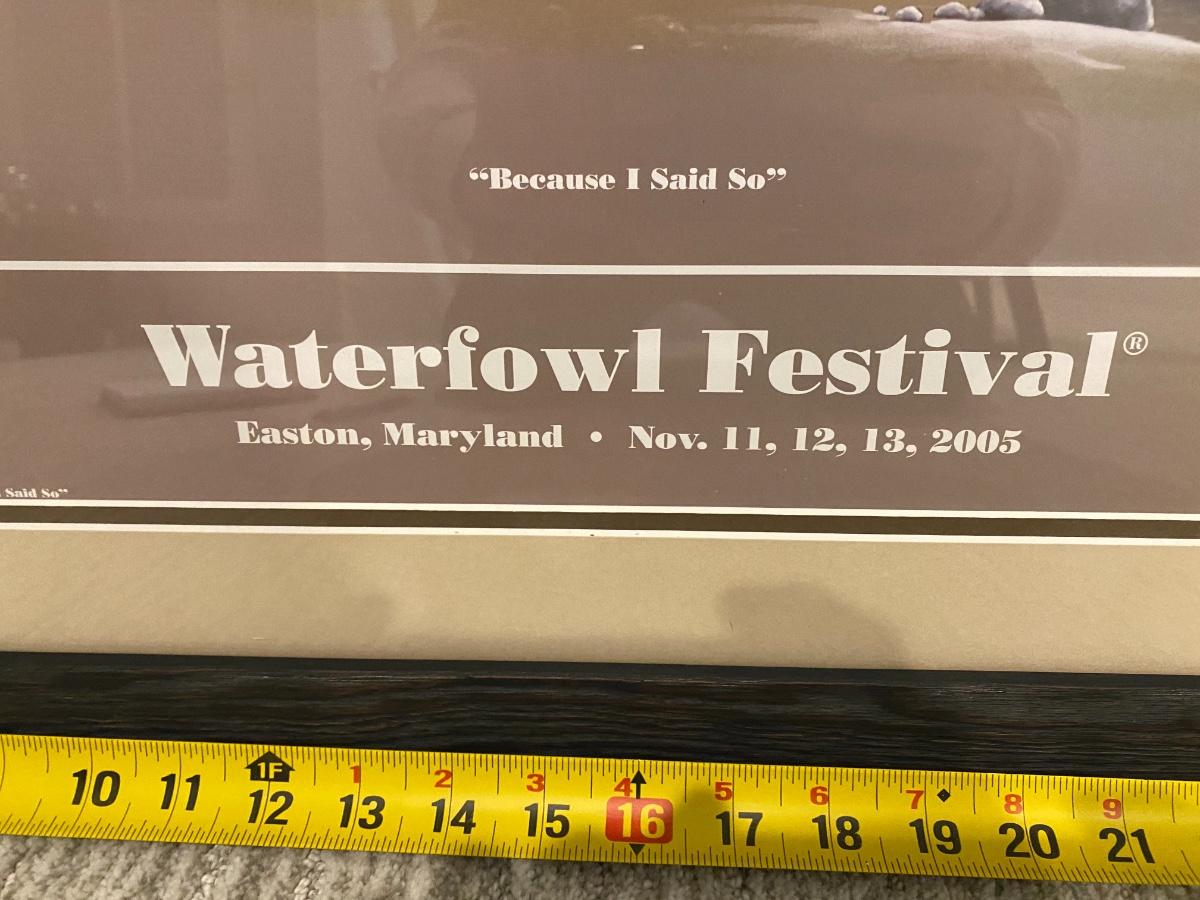 “Because I Said So”
Waterfowl Festival®
Easton, Maryland • Nov. 11, 12, 13, 2005
Said So”
1F 1 2 3 4 5 6 7 8 9
10 11 12 13 14 15 16 17 18 19 20 21